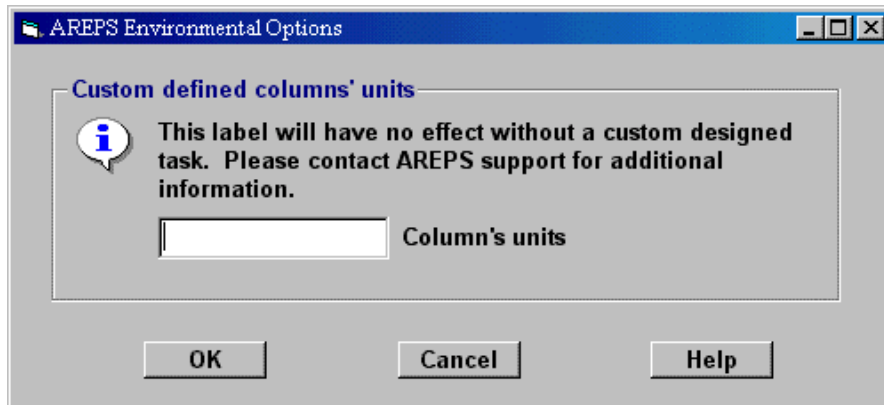 AREPS Environmental Options
Custom defined columns' units
This label will have no effect without a custom designed
task. Please contact AREPS support for additional
information.
Column's units
OK Cancel Help